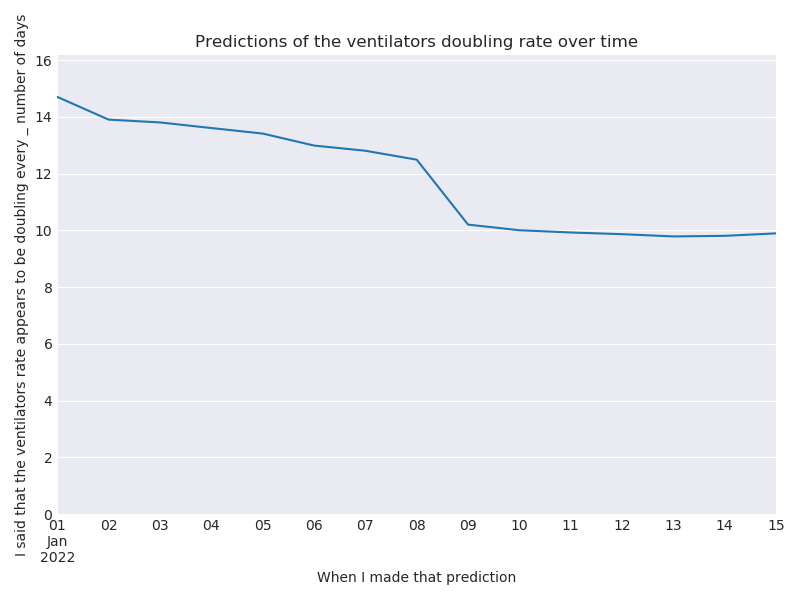 Predictions of the ventilators doubling rate over time
I said that the ventilators rate appears to be doubling every _ number of days
16
14
12
10
8
6
4
2
0
01 02 03 04 05 06 07 08 09 10 11 12 13 14 15
Jan
2022
When I made that prediction